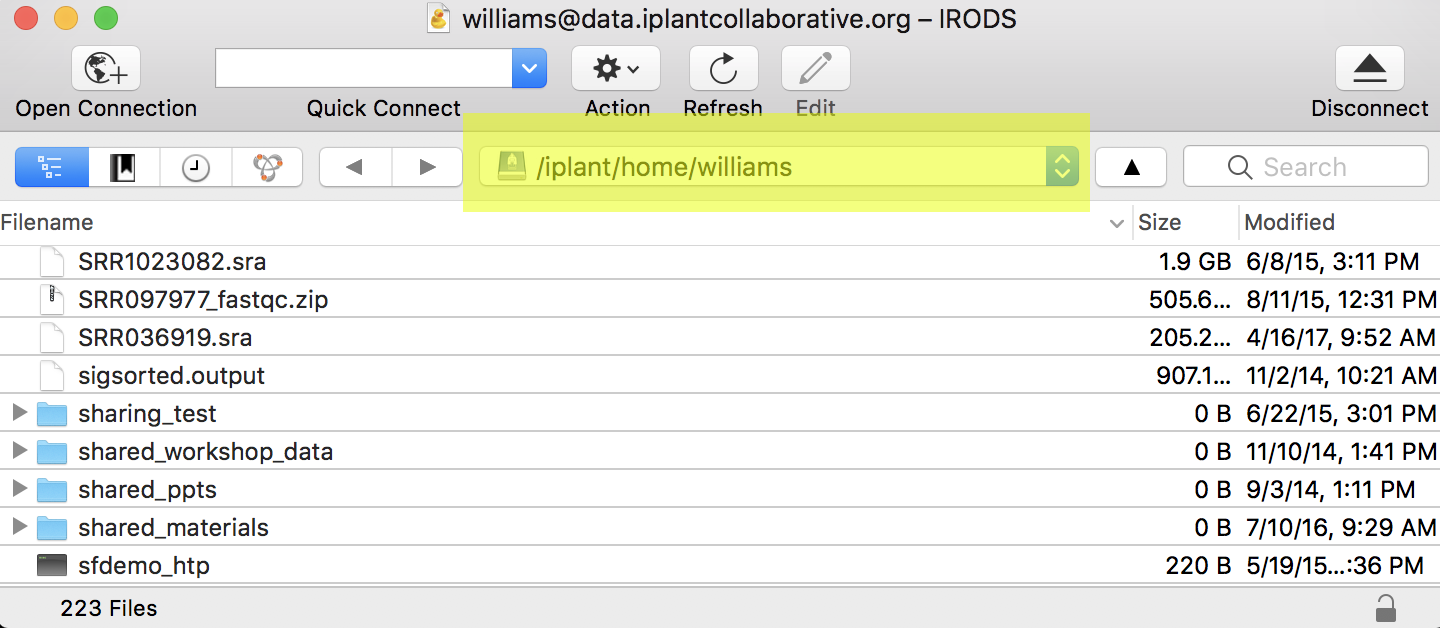 williams@data.iplantcollaborative.org – IRODS
Open Connection Quick Connect Action Refresh Edit Disconnect
/iplant/home/williams Search
Filename Size Modified
SRR1023082.sra 1.9 GB 6/8/15, 3:11 PM
SRR097977_fastqc.zip 505.6... 8/11/15, 12:31 PM
SRR036919.sra 205.2... 4/16/17, 9:52 AM
sigsorted.output 907.1... 11/2/14, 10:21 AM
sharing_test 0 B 6/22/15, 3:01 PM
shared_workshop_data 0 B 11/10/14, 1:41 PM
shared_ppts 0 B 9/3/14, 1:11 PM
shared_materials 0 B 7/10/16, 9:29 AM
sfdemo_htp 220 B 5/19/15...:36 PM
223 Files